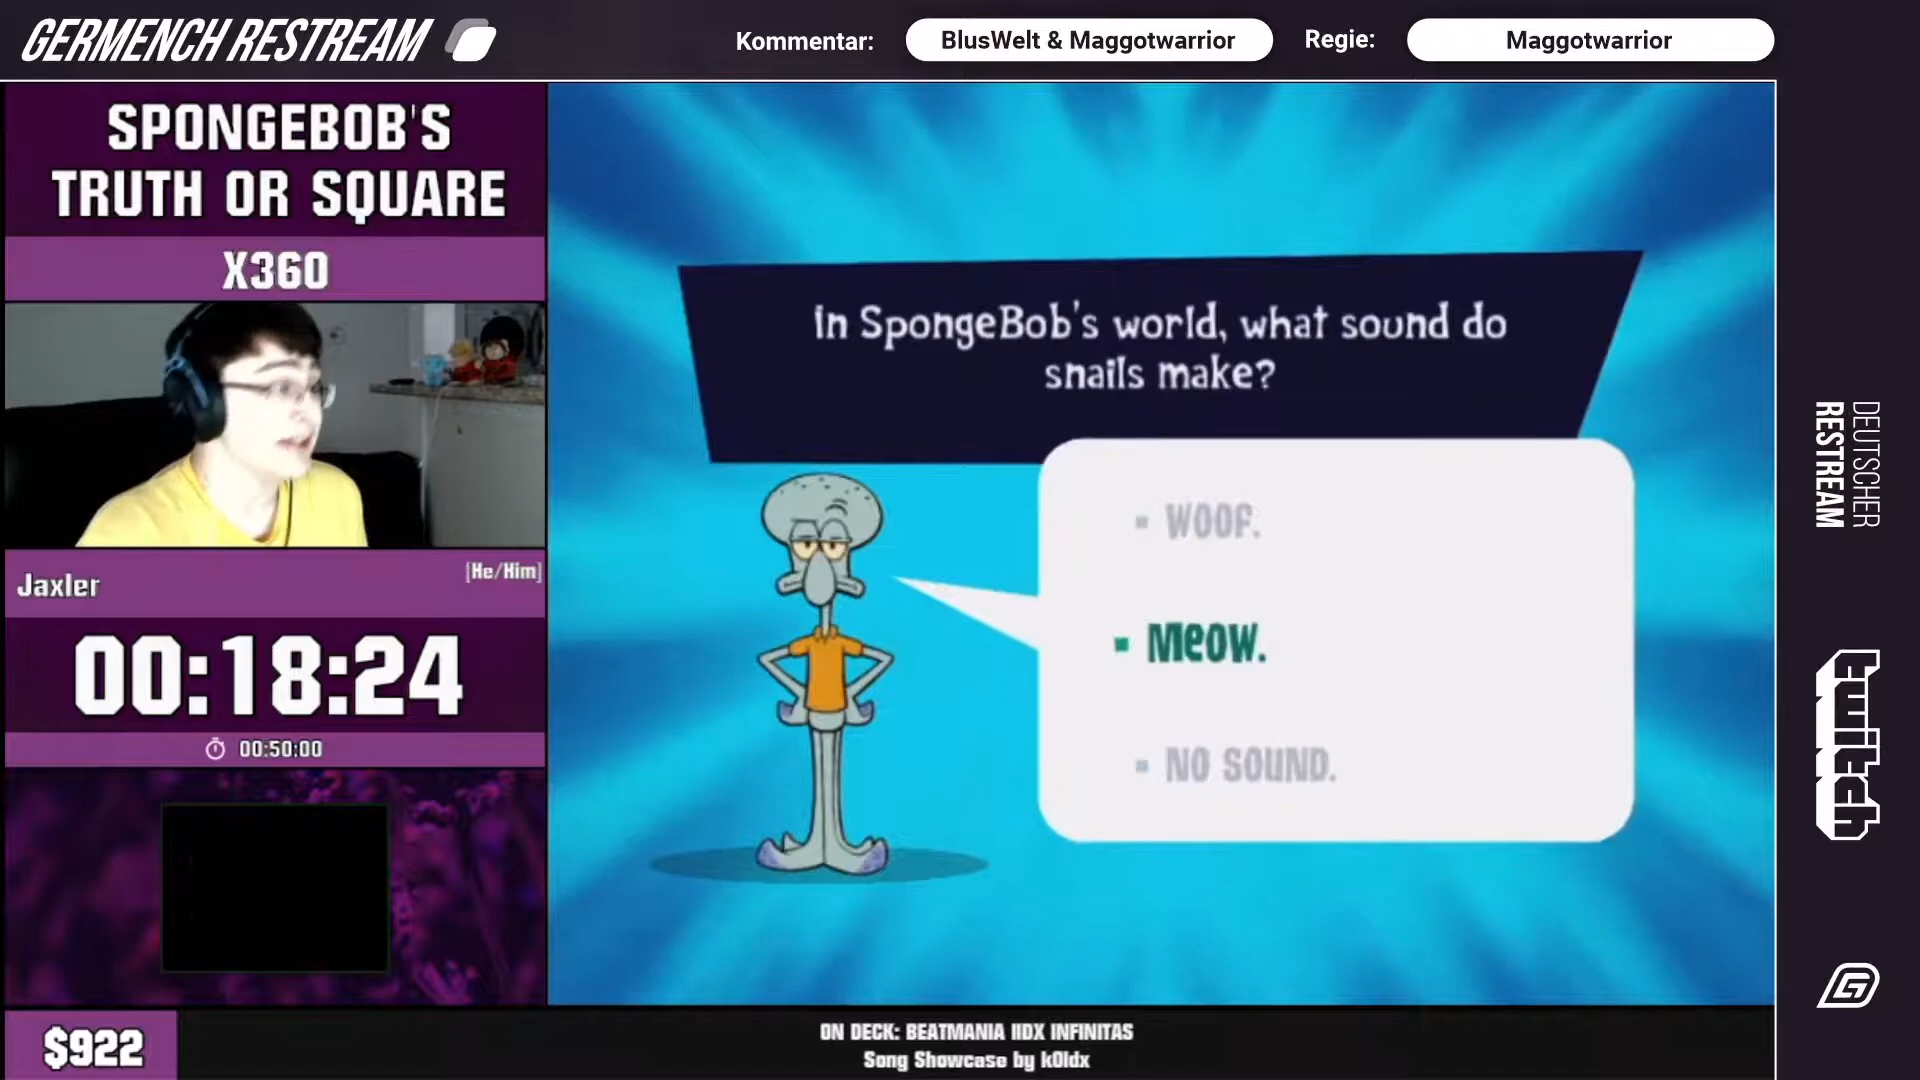 GERMENCH RESTREAM
Kommentar:
BlusWelt & Maggotwarrior
Regie:
Maggotwarrior
SPONGEBOB'S
TRUTH OR SQUARE
X360
Jaxler
[He/Him]
00:18:24
00:50:00
In SpongeBob's world, what sound do
snails make?
WOOF.
MEOW.
NO SOUND.
$922
ON DECK: BEATMANIA IIDX INFINITAS
Song Showcase by k0ldx
DEUTSCHER
RESTREAM
twitch
G